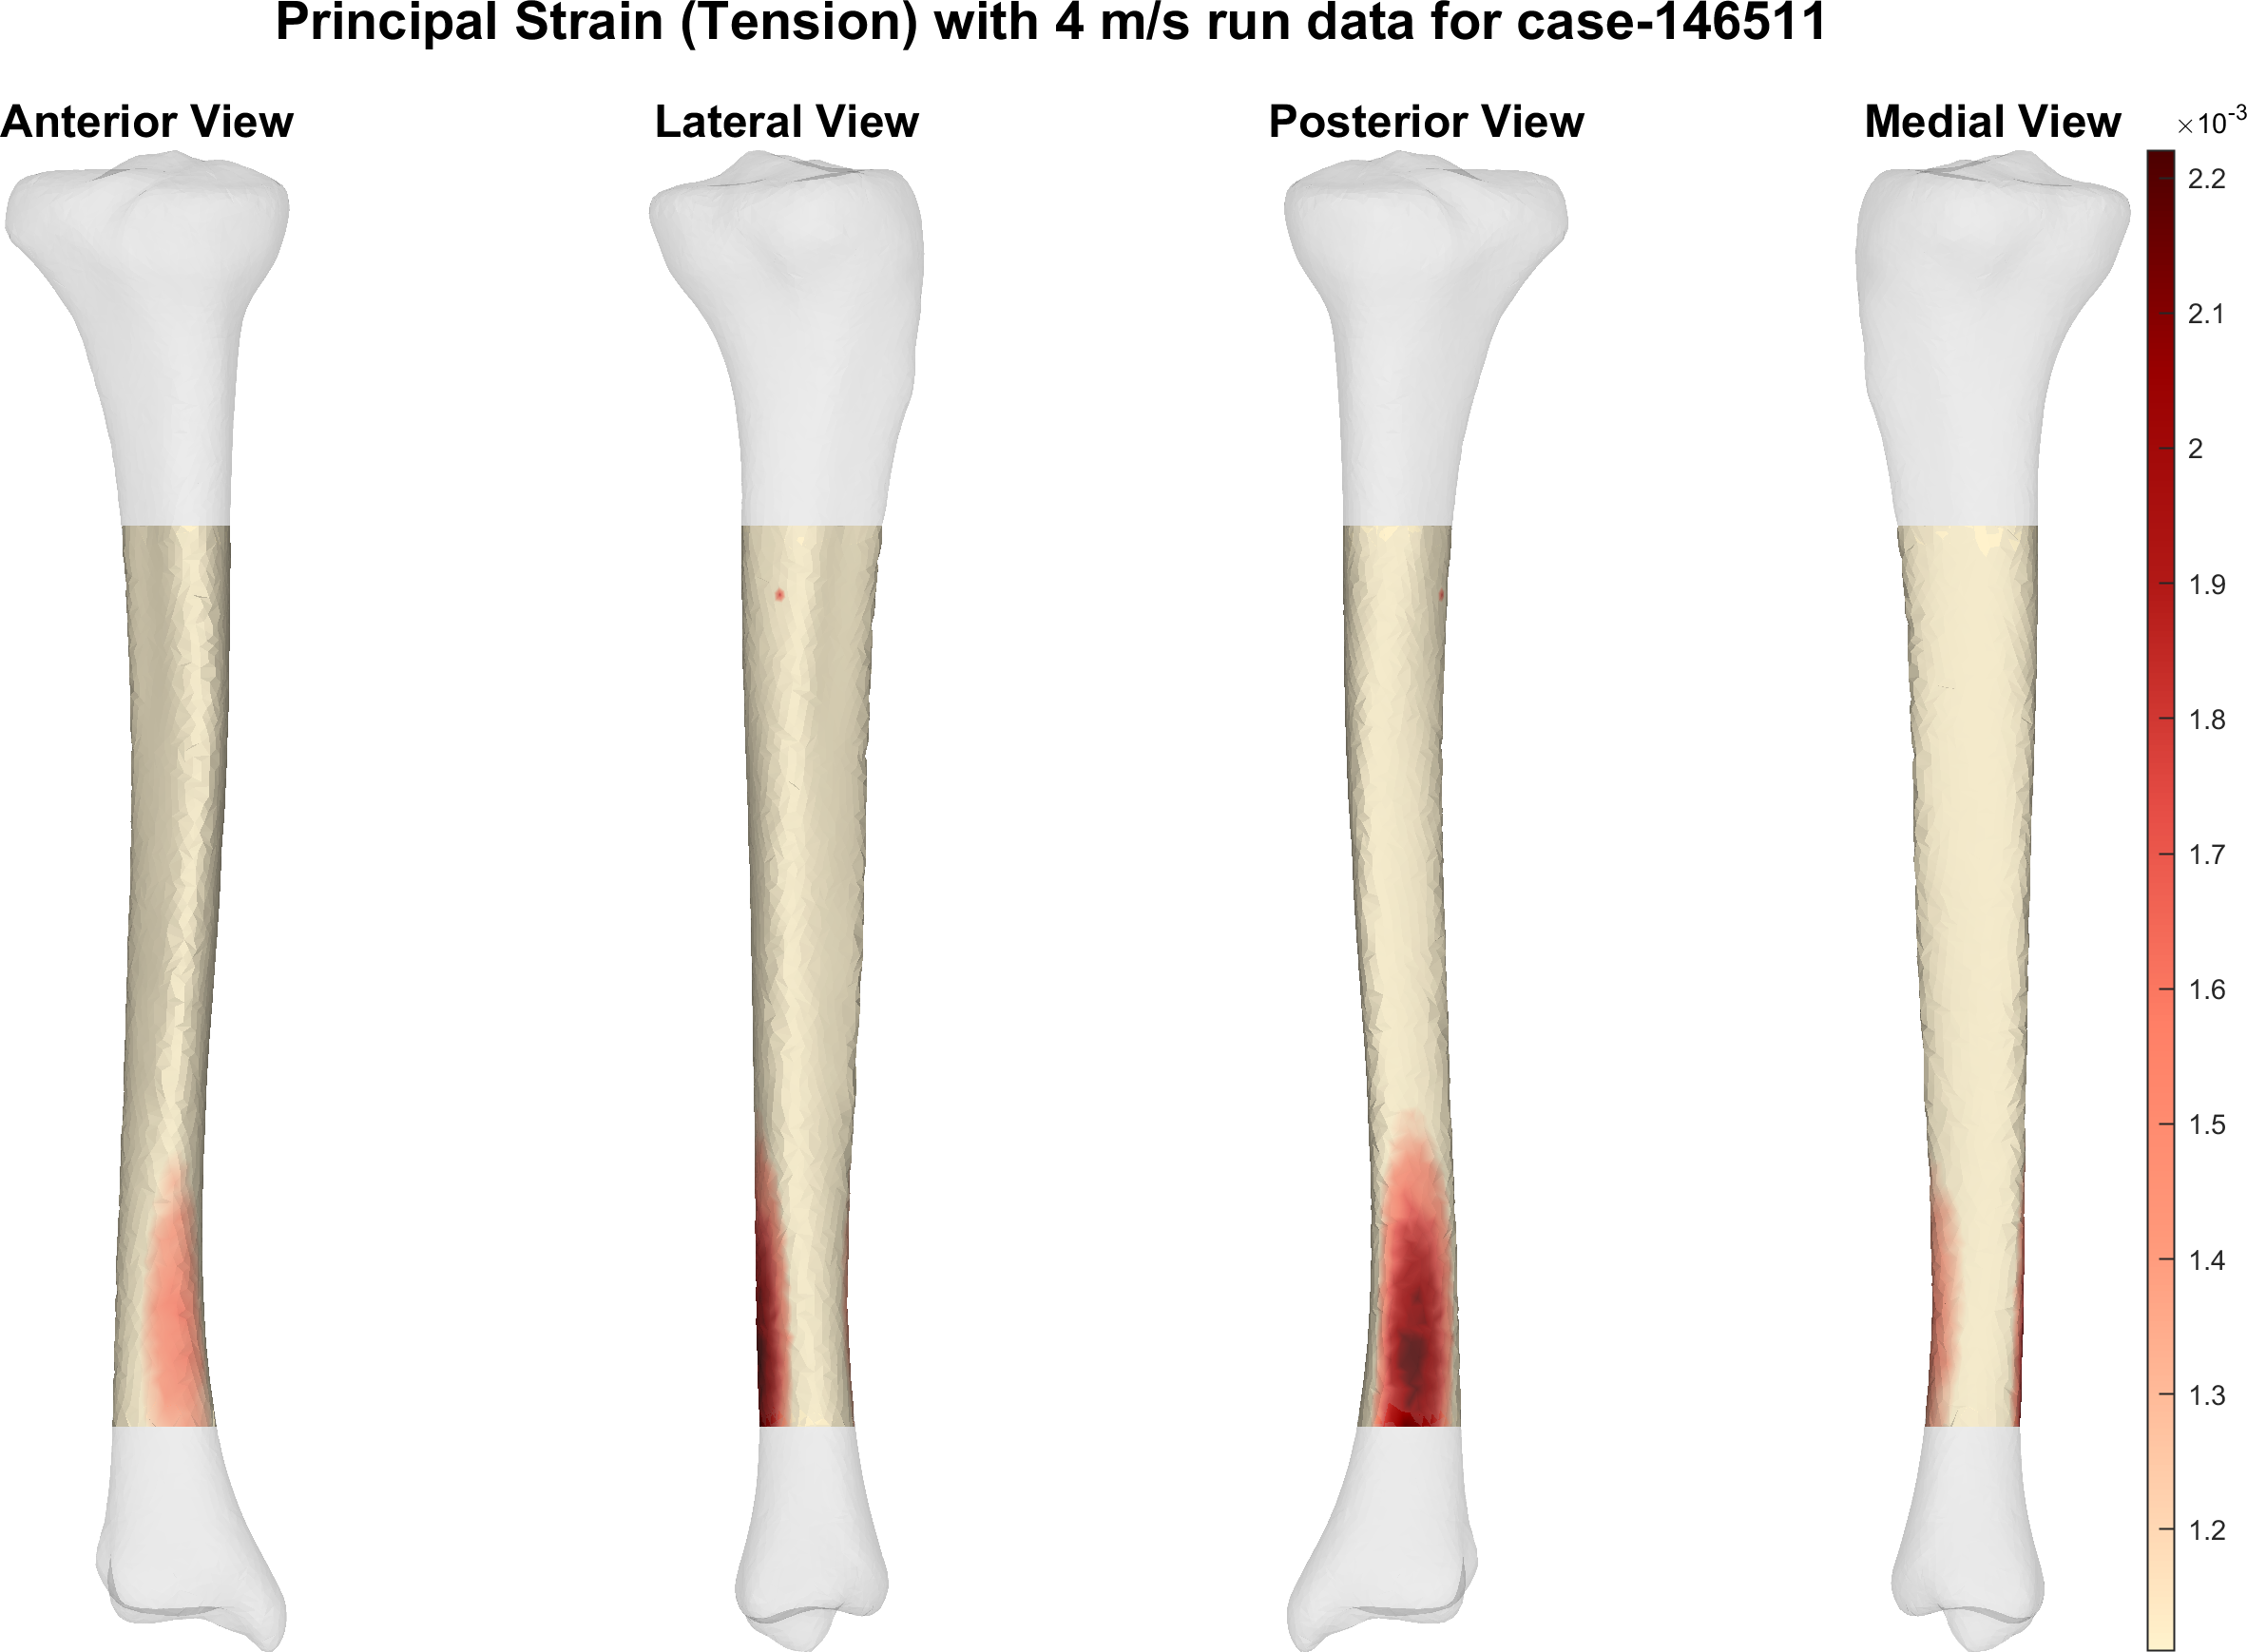 Principal Strain (Tension) with 4 m/s run data for case-146511
Anterior View
Lateral View
Posterior View
Medial View
×10-3
2.2
2.1
2
1.9
1.8
1.7
1.6
1.5
1.4
1.3
1.2